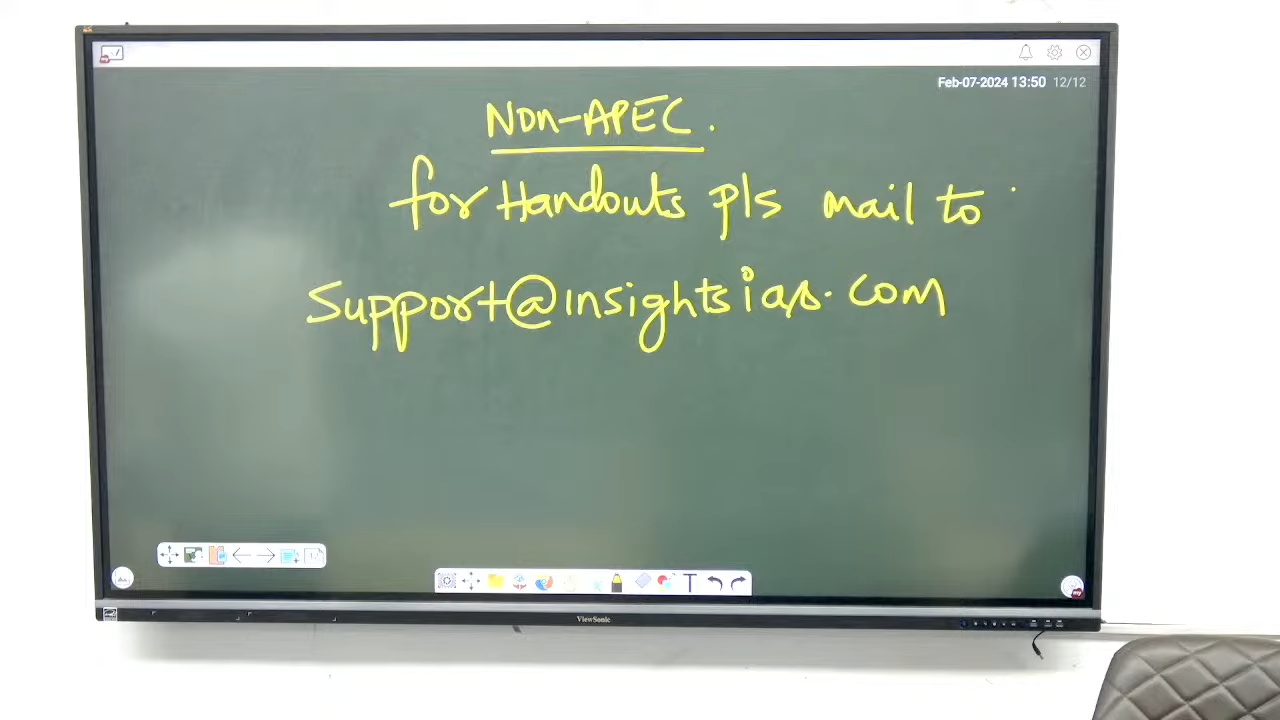 Feb-07-2024 13:50 12/12
NON-APEC.
for Handouts pls mail to
Support@insightsias.com
T
ViewSonic